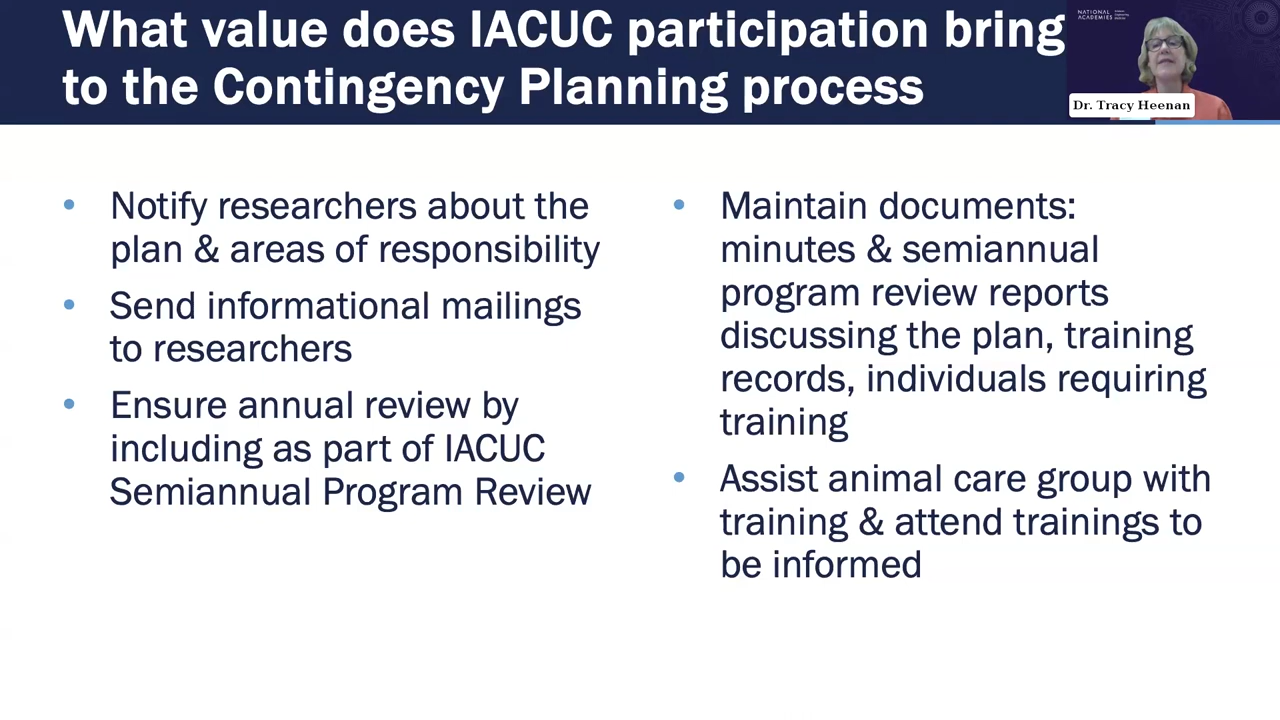 What value does IACUC participation bring
to the Contingency Planning process
NATIONAL ACADEMIES
Dr. Tracy Heenan
• Notify researchers about the
plan & areas of responsibility
• Send informational mailings
to researchers
• Ensure annual review by
including as part of IACUC
Semiannual Program Review
• Maintain documents:
minutes & semiannual
program review reports
discussing the plan, training
records, individuals requiring
training
• Assist animal care group with
training & attend trainings to
be informed